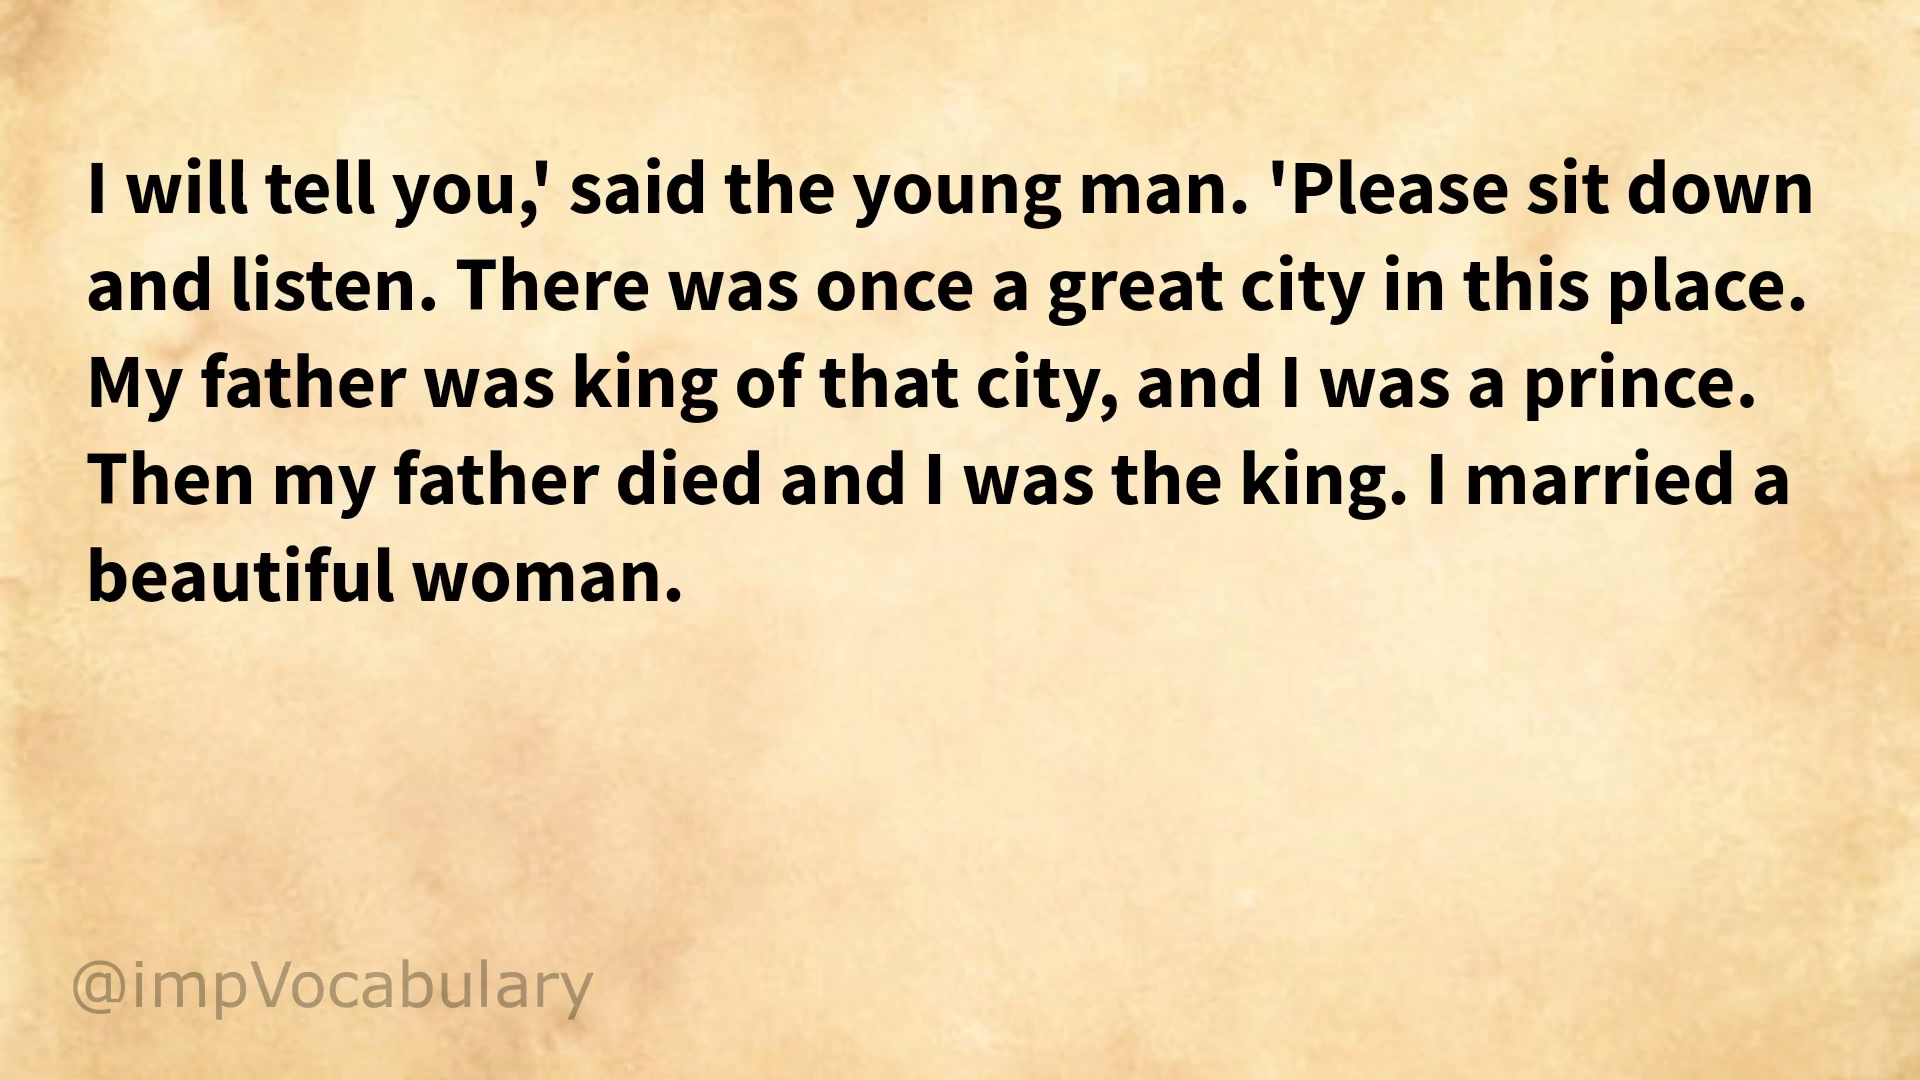 I will tell you,' said the young man. 'Please sit down
and listen. There was once a great city in this place.
My father was king of that city, and I was a prince.
Then my father died and I was the king. I married a
beautiful woman.
@impVocabulary